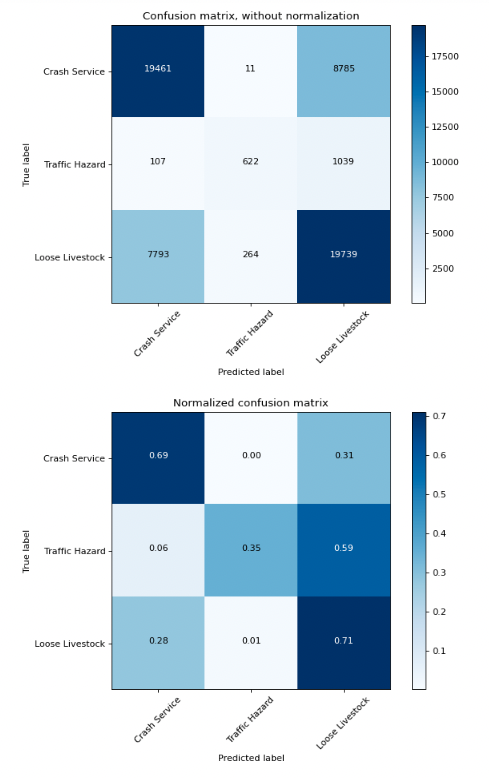 Confusion matrix, without normalization
Crash Service 19461 11 8785
Traffic Hazard 107 622 1039
Loose Livestock 7793 264 19739
True label
17500
15000
12500
10000
7500
5000
2500
Crash Service Traffic Hazard Loose Livestock
Predicted label
Normalized confusion matrix
Crash Service 0.69 0.00 0.31
Traffic Hazard 0.06 0.35 0.59
Loose Livestock 0.28 0.01 0.71
True label
0.7
0.6
0.5
0.4
0.3
0.2
0.1
Crash Service Traffic Hazard Loose Livestock
Predicted label